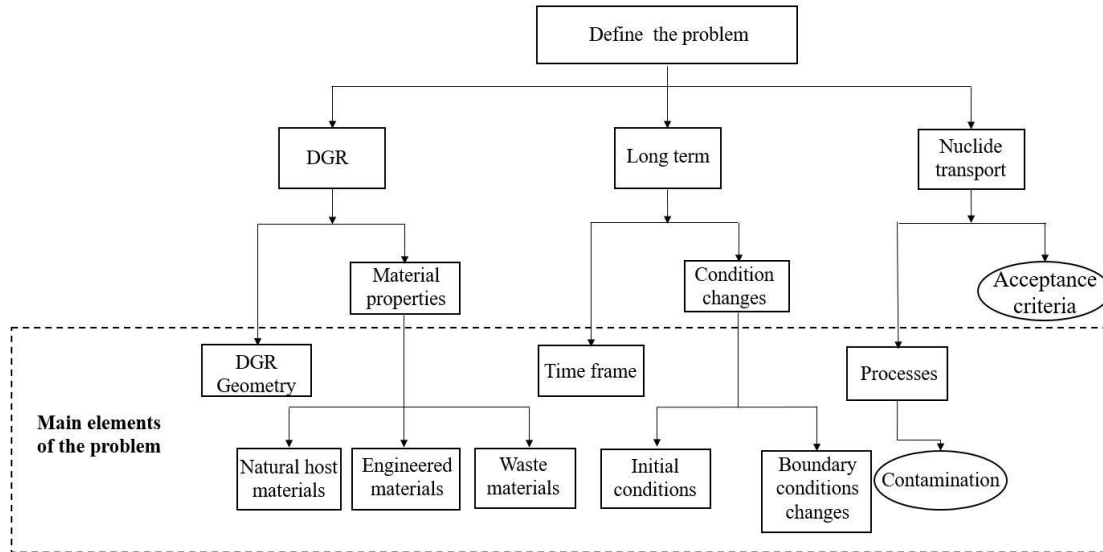 Define the problem
DGR
Long term
Nuclide
transport
Material
properties
Condition
changes
Acceptance
criteria
DGR
Geometry
Time frame
Processes
Main elements
of the problem
Natural host
materials
Engineered
materials
Waste
materials
Initial
conditions
Boundary
conditions
changes
Contamination